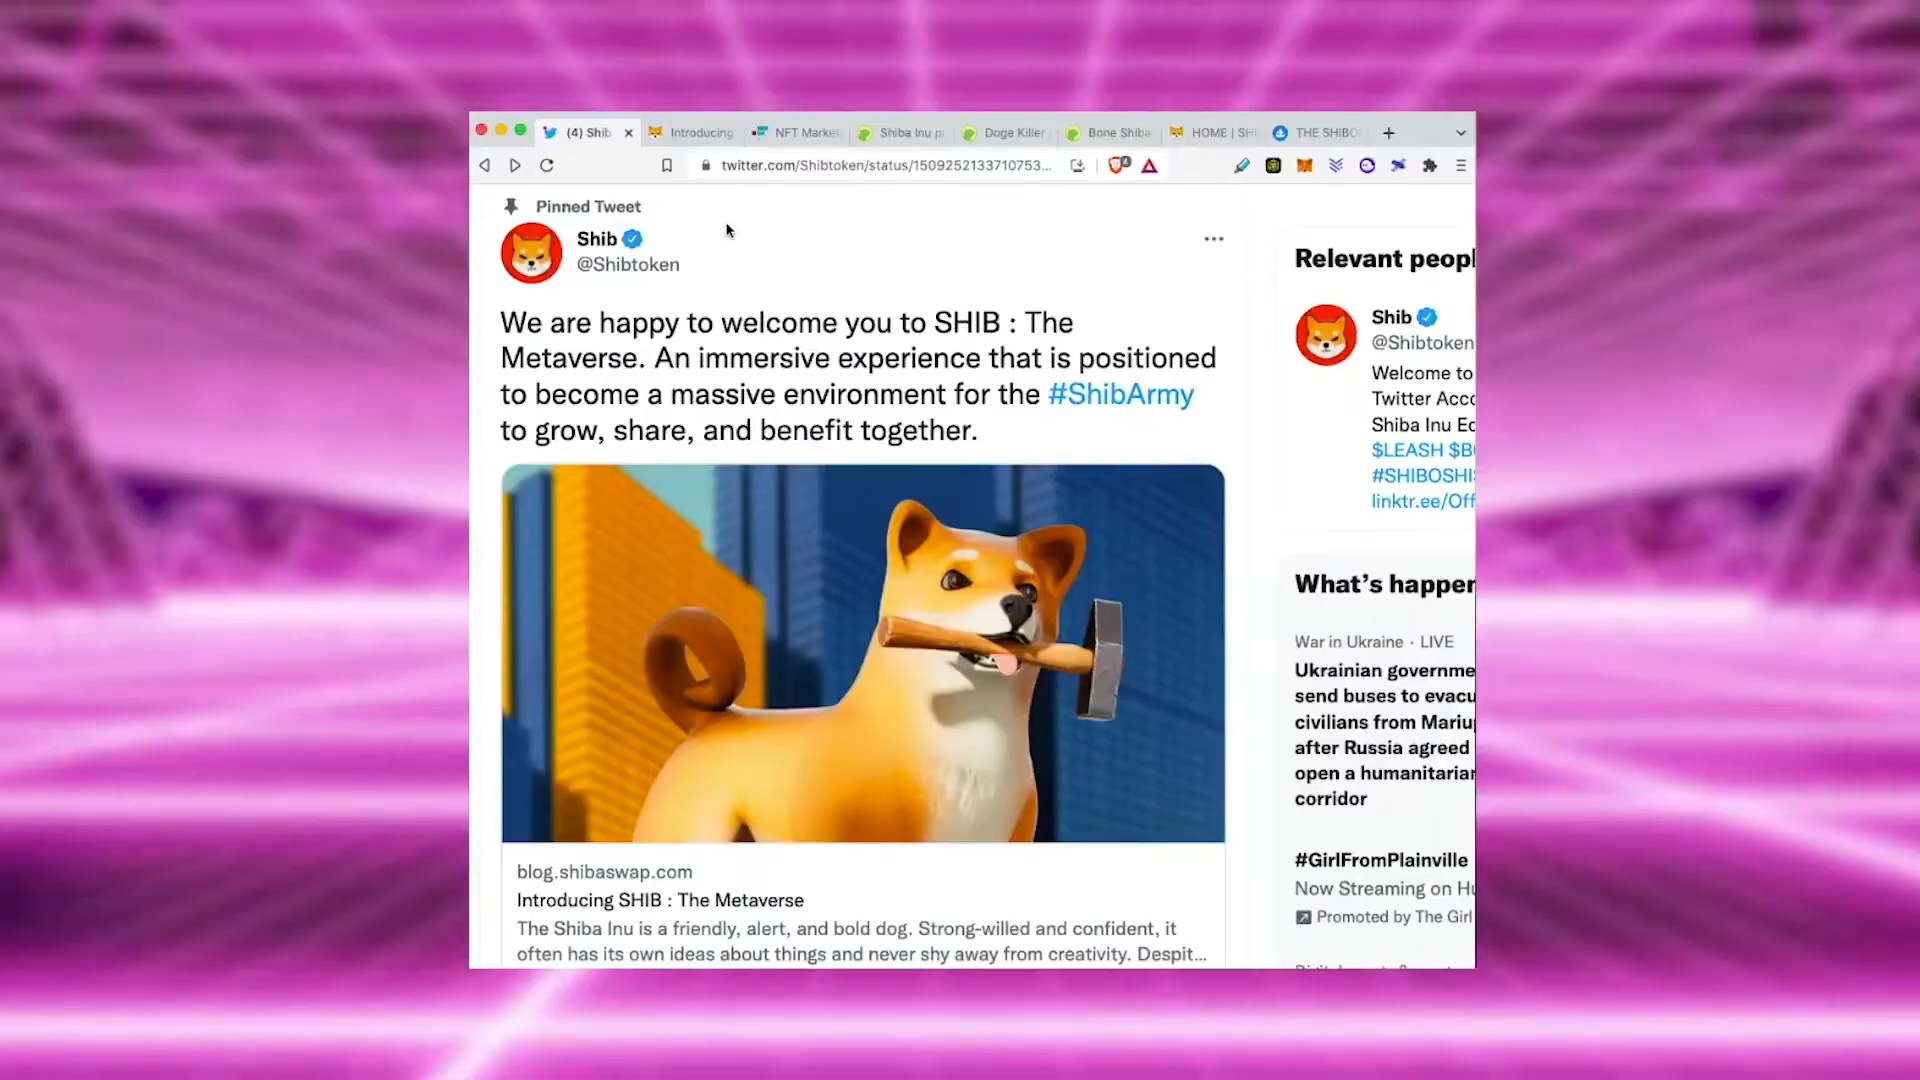 (4) Shib
Introducing
NFT Market
Shiba Inu p
Doge Killer
Bone Shiba
HOME | SH
THE SHIBO
twitter.com/Shibtoken/status/1509252133710753...
Pinned Tweet
Shib
@Shibtoken
We are happy to welcome you to SHIB : The
Metaverse. An immersive experience that is positioned
to become a massive environment for the #ShibArmy
to grow, share, and benefit together.
blog.shibaswap.com
Introducing SHIB : The Metaverse
The Shiba Inu is a friendly, alert, and bold dog. Strong-willed and confident, it
often has its own ideas about things and never shy away from creativity. Despit...
Relevant peopl
Shib
@Shibtoken
Welcome to
Twitter Acc
Shiba Inu Ec
$LEASH $B
#SHIBOSHI
linktr.ee/Off
What's happer
War in Ukraine · LIVE
Ukrainian governme
send buses to evacu
civilians from Mariu
after Russia agreed
open a humanitarian
corridor
#GirlFromPlainville
Now Streaming on Hu
Promoted by The Girl